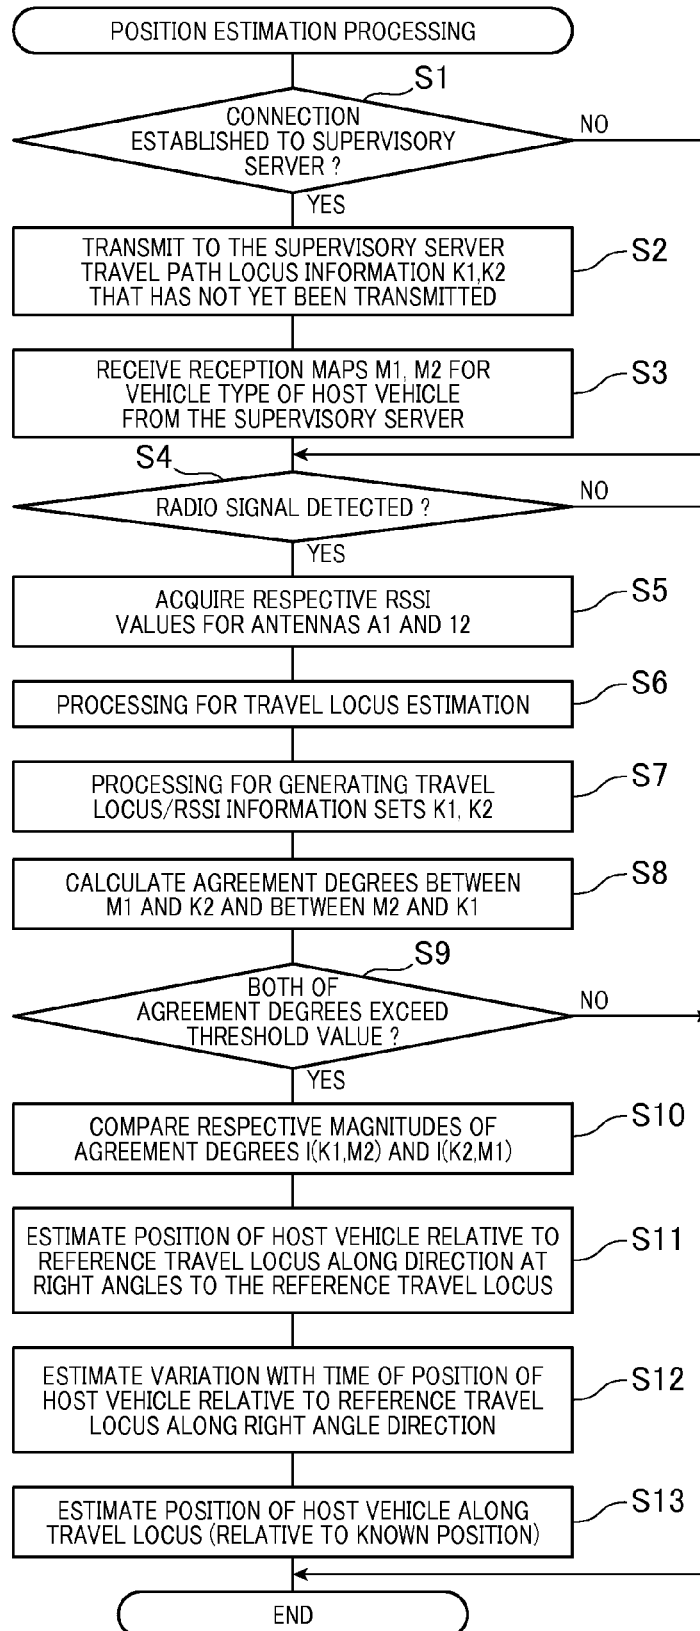 POSITION ESTIMATION PROCESSING
S1
CONNECTION
ESTABLISHED TO SUPERVISORY
SERVER ?
NO
YES
TRANSMIT TO THE SUPERVISORY SERVER
TRAVEL PATH LOCUS INFORMATION K1,K2
THAT HAS NOT YET BEEN TRANSMITTED
S2
RECEIVE RECEPTION MAPS M1, M2 FOR
VEHICLE TYPE OF HOST VEHICLE
FROM THE SUPERVISORY SERVER
S3
S4
RADIO SIGNAL DETECTED ?
NO
YES
ACQUIRE RESPECTIVE RSSI
VALUES FOR ANTENNAS A1 AND 12
S5
PROCESSING FOR TRAVEL LOCUS ESTIMATION
S6
PROCESSING FOR GENERATING TRAVEL
LOCUS/RSSI INFORMATION SETS K1, K2
S7
CALCULATE AGREEMENT DEGREES BETWEEN
M1 AND K2 AND BETWEEN M2 AND K1
S8
S9
BOTH OF
AGREEMENT DEGREES EXCEED
THRESHOLD VALUE ?
NO
YES
COMPARE RESPECTIVE MAGNITUDES OF
AGREEMENT DEGREES I(K1,M2) AND I(K2,M1)
S10
ESTIMATE POSITION OF HOST VEHICLE RELATIVE TO
REFERENCE TRAVEL LOCUS ALONG DIRECTION AT
RIGHT ANGLES TO THE REFERENCE TRAVEL LOCUS
S11
ESTIMATE VARIATION WITH TIME OF POSITION OF
HOST VEHICLE RELATIVE TO REFERENCE TRAVEL
LOCUS ALONG RIGHT ANGLE DIRECTION
S12
ESTIMATE POSITION OF HOST VEHICLE ALONG
TRAVEL LOCUS (RELATIVE TO KNOWN POSITION)
S13
END